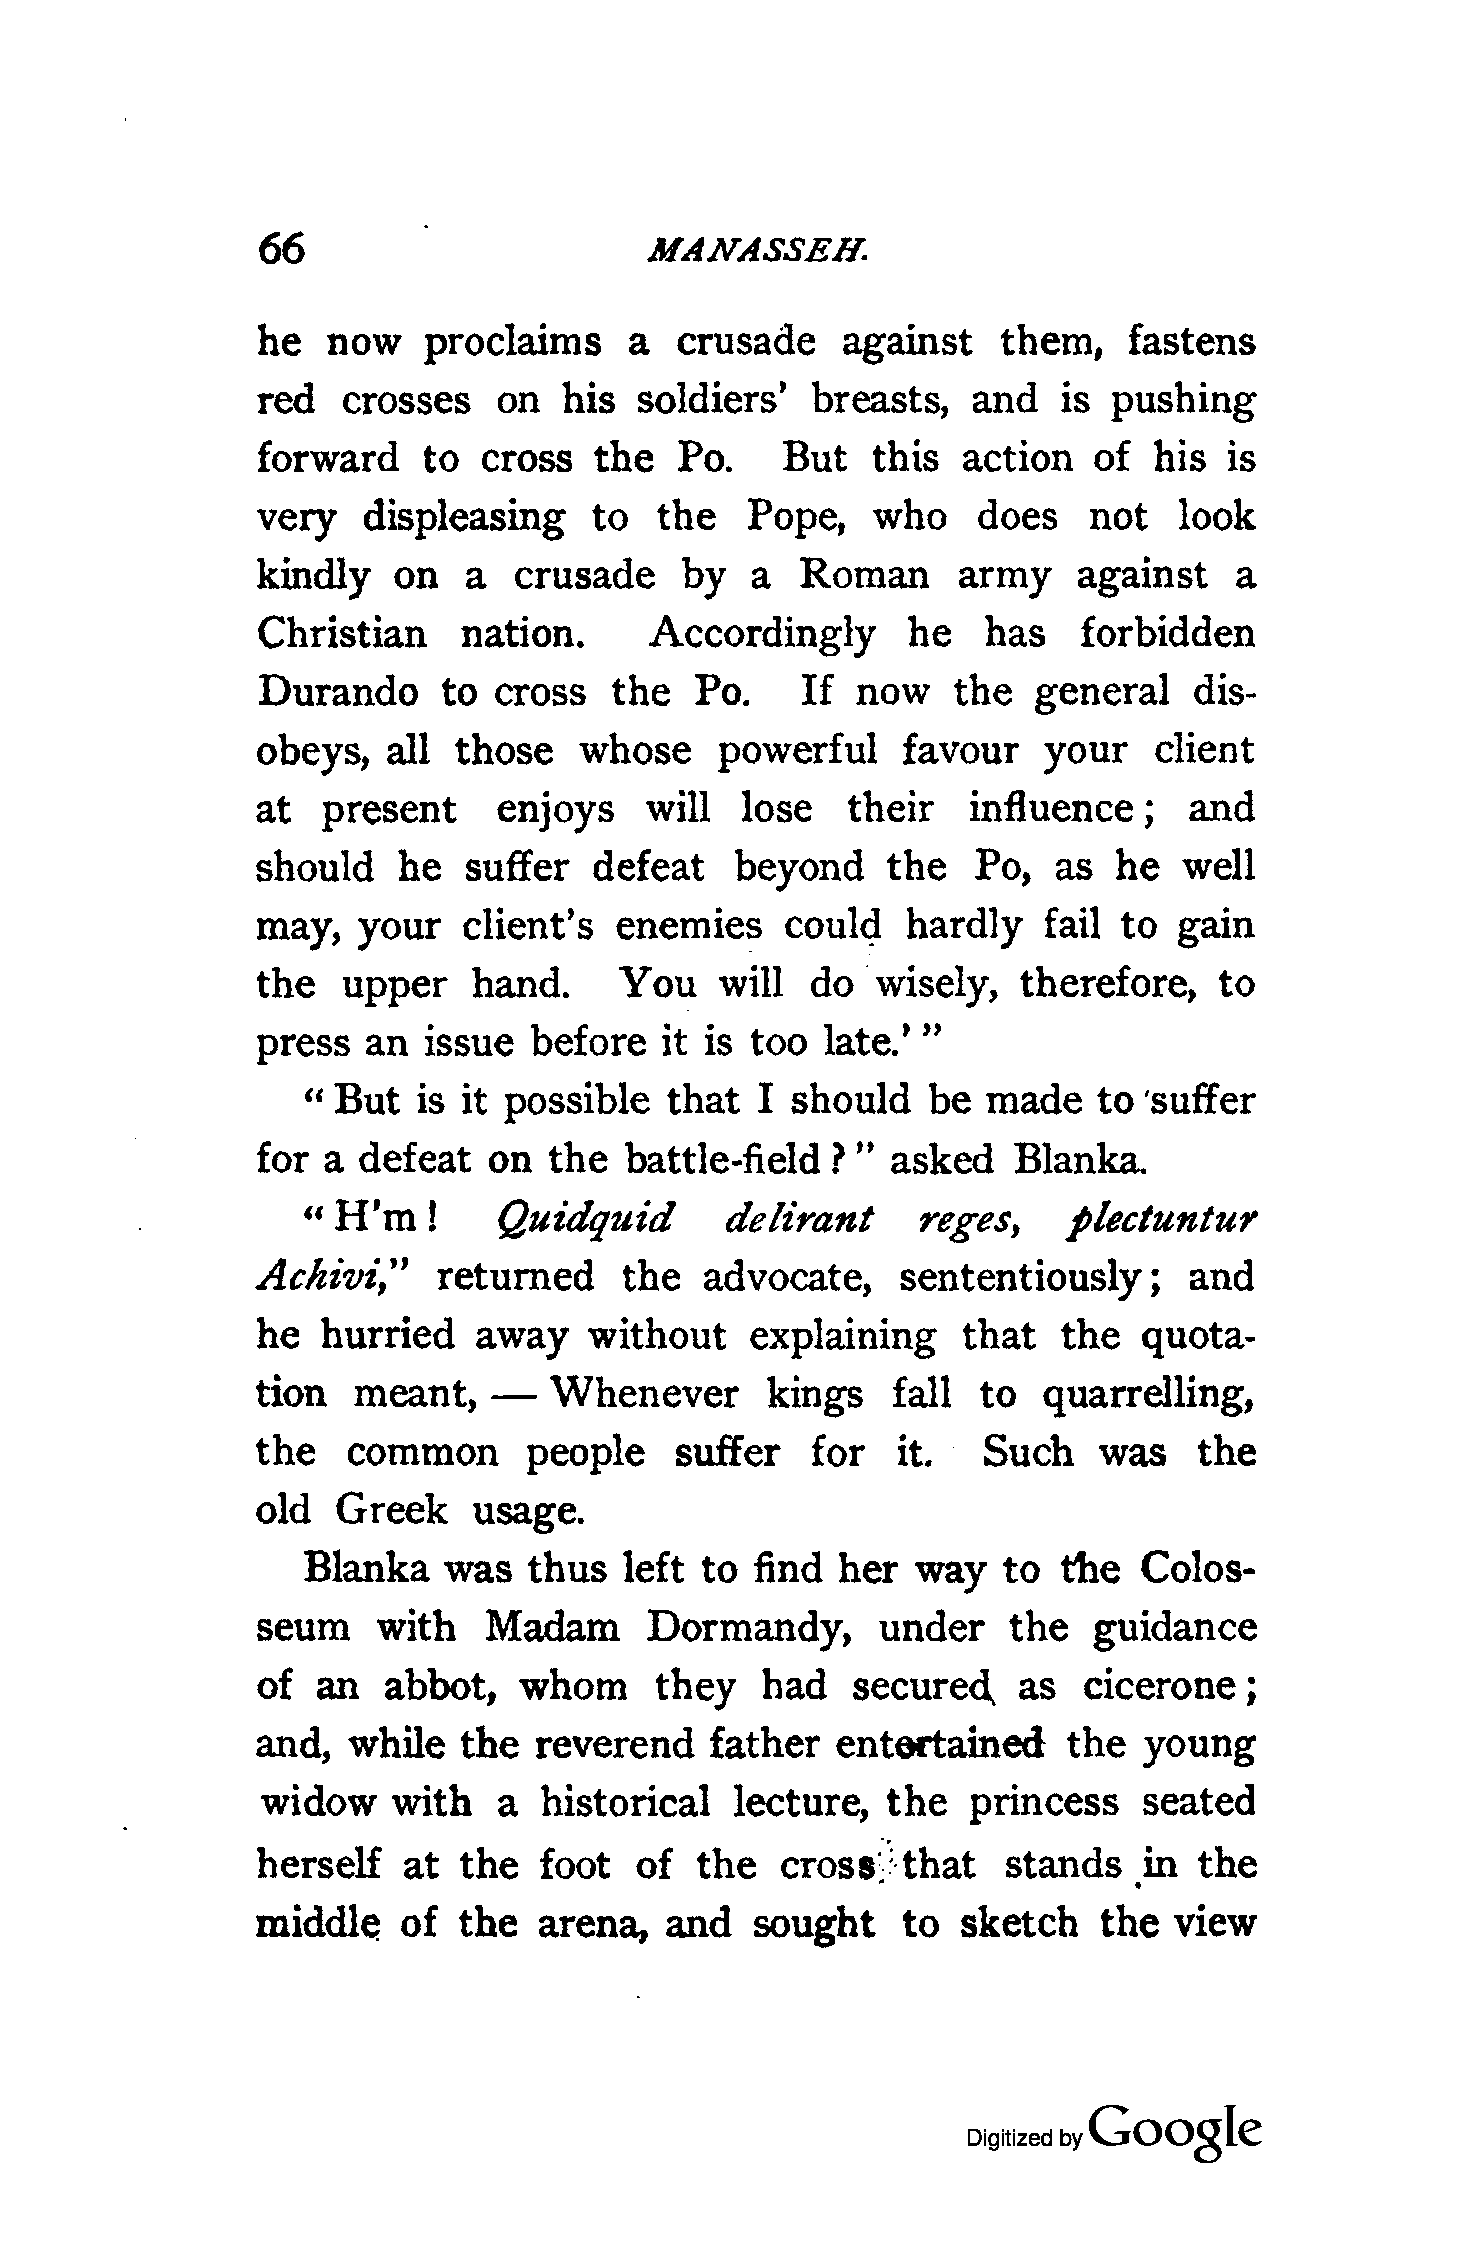 66 MANASSEH.
he now proclaims a crusade against them, fastens
red crosses on his soldiers' breasts, and is pushing
forward to cross the Po. But this action of his is
very displeasing to the Pope, who does not look
kindly on a crusade by a Roman army against a
Christian nation. Accordingly he has forbidden
Durando to cross the Po. If now the general dis-
obeys, all those whose powerful favour your client
at present enjoys will lose their influence; and
should he suffer defeat beyond the Po, as he well
may, your client's enemies could hardly fail to gain
the upper hand. You will do wisely, therefore, to
press an issue before it is too late.' "
" But is it possible that I should be made to suffer
for a defeat on the battle-field ? " asked Blanka.
" H'm ! Quidquid delirant reges, plectuntur
Achivi," returned the advocate, sententiously; and
he hurried away without explaining that the quota-
tion meant, — Whenever kings fall to quarrelling,
the common people suffer for it. Such was the
old Greek usage.
Blanka was thus left to find her way to the Colos-
seum with Madam Dormandy, under the guidance
of an abbot, whom they had secured as cicerone;
and, while the reverend father entertained the young
widow with a historical lecture, the princess seated
herself at the foot of the cross that stands in the
middle of the arena, and sought to sketch the view
Digitized by Google